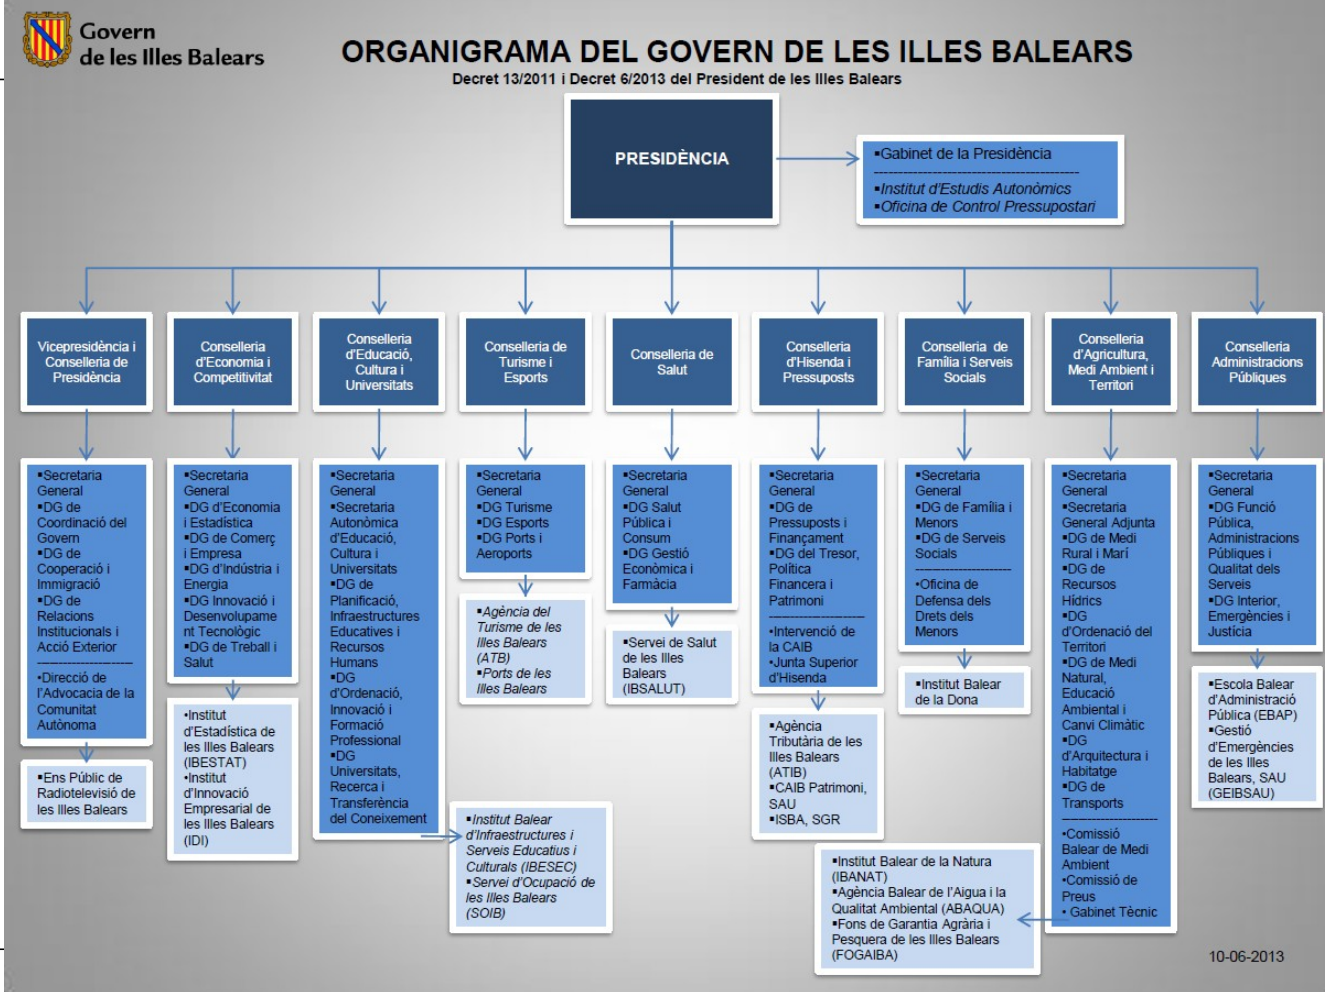 Govern
de les Illes Balears
ORGANIGRAMA DEL GOVERN DE LES ILLES BALEARS
Decret 13/2011 i Decret 6/2013 del President de les Illes Balears
PRESIDÈNCIA
▪Gabinet de la Presidència
▪Institut d'Estudis Autonòmics
▪Oficina de Control Pressupostari
Vicepresidència i
Conselleria de
Presidència
Conselleria
d'Economia i
Competitivitat
Conselleria
d'Educació,
Cultura i
Universitats
Conselleria de
Turisme i
Esports
Conselleria de
Salut
Conselleria
d'Hisenda i
Pressuposts
Conselleria de
Família i Serveis
Socials
Conselleria
d'Agricultura,
Medi Ambient i
Territori
Conselleria
Administracions
Públiques
▪Secretaria
General
▪DG de
Coordinació del
Govern
▪DG de
Cooperació i
Immigració
▪DG de
Relacions
Institucionals i
Acció Exterior
•Direcció de
l'Advocacia de la
Comunitat
Autònoma
▪Ens Públic de
Radiotelevisió de
les Illes Balears
▪Secretaria
General
▪DG d'Economia
i Estadística
▪DG de Comerç
i Empresa
▪DG d'Indústria i
Energia
▪DG Innovació i
Desenvolupame
nt Tecnològic
▪DG de Treball i
Salut
•Institut
d'Estadística de
les Illes Balears
(IBESTAT)
•Institut
d'Innovació
Empresarial de
les Illes Balears
(IDI)
▪Secretaria
General
▪Secretaria
Autonòmica
d'Educació,
Cultura i
Universitats
▪DG de
Planificació,
Infraestructures
Educatives i
Recursos
Humans
▪DG
d'Ordenació,
Innovació i
Formació
Professional
▪DG
Universitats,
Recerca i
Transferència
del Coneixement
▪Institut Balear
d'Infraestructures i
Serveis Educatius i
Culturals (IBESEC)
▪Servei d'Ocupació de
les Illes Balears
(SOIB)
▪Secretaria
General
▪DG Turisme
▪DG Esports
▪DG Ports i
Aeroports
▪Agència del
Turisme de les
Illes Balears
(ATB)
▪Ports de les
Illes Balears
▪Secretaria
General
▪DG Salut
Pública i
Consum
▪DG Gestió
Econòmica i
Farmàcia
▪Servei de Salut
de les Illes
Balears
(IBSALUT)
▪Secretaria
General
▪DG de
Pressuposts i
Finançament
▪DG del Tresor,
Política
Financera i
Patrimoni
•Intervenció de
la CAIB
•Junta Superior
d'Hisenda
▪Agència
Tributària de les
Illes Balears
(ATIB)
▪CAIB Patrimoni,
SAU
▪ISBA, SGR
▪Secretaria
General
▪DG de Família i
Menors
▪DG de Serveis
Socials
•Oficina de
Defensa dels
Drets dels
Menors
▪Institut Balear
de la Dona
▪Secretaria
General
▪Secretaria
General Adjunta
▪DG de Medi
Rural i Marí
▪DG de
Recursos
Hídrics
▪DG
d'Ordenació del
Territori
▪DG de Medi
Natural,
Educació
Ambiental i
Canvi Climàtic
▪DG
d'Arquitectura i
Habitatge
▪DG de
Transports
•Comissió
Balear de Medi
Ambient
•Comissió de
Preus
• Gabinet Tècnic
▪Institut Balear de la Natura
(IBANAT)
▪Agència Balear de l'Aigua i la
Qualitat Ambiental (ABAQUA)
▪Fons de Garantia Agrària i
Pesquera de les Illes Balears
(FOGAIBA)
▪Secretaria
General
▪DG Funció
Pública,
Administracions
Públiques i
Qualitat dels
Serveis
▪DG Interior,
Emergències i
Justícia
▪Escola Balear
d'Administració
Pública (EBAP)
▪Gestió
d'Emergències
de les Illes
Balears, SAU
(GEIBSAU)
10-06-2013